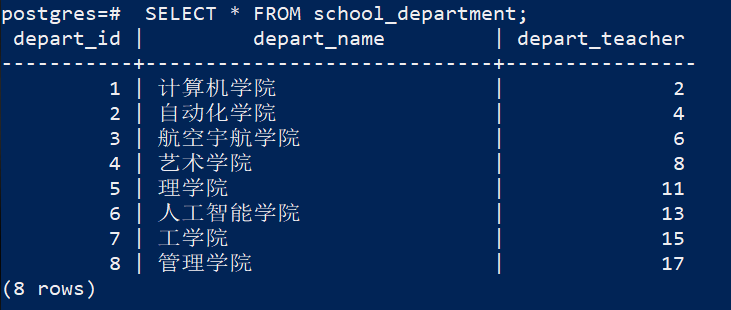 postgres=#  SELECT * FROM school_department;
 depart_id |         depart_name          | depart_teacher
-----------+------------------------------+----------------
         1 | 计算机学院                   |              2
         2 | 自动化学院                   |              4
         3 | 航空宇航学院                 |              6
         4 | 艺术学院                     |              8
         5 | 理学院                       |             11
         6 | 人工智能学院                 |             13
         7 | 工学院                       |             15
         8 | 管理学院                     |             17
(8 rows)